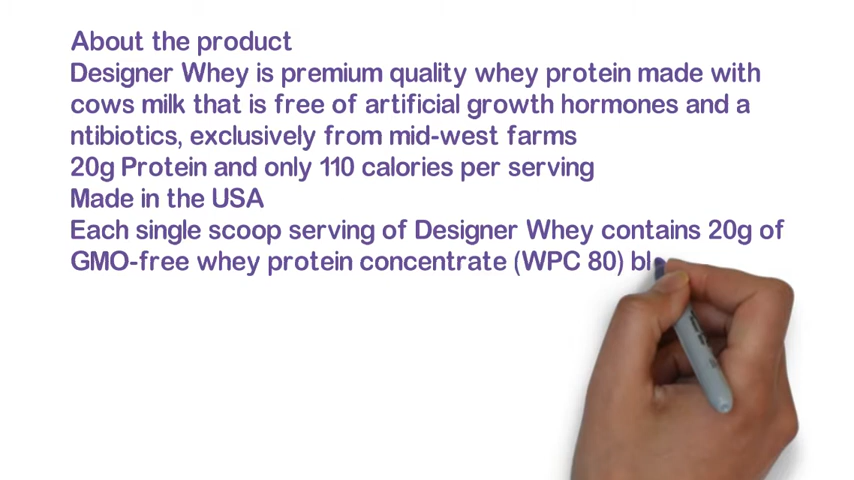 About the product
Designer Whey is premium quality whey protein made with
cows milk that is free of artificial growth hormones and a
ntibiotics, exclusively from mid-west farms
20g Protein and only 110 calories per serving
Made in the USA
Each single scoop serving of Designer Whey contains 20g of
GMO-free whey protein concentrate (WPC 80)